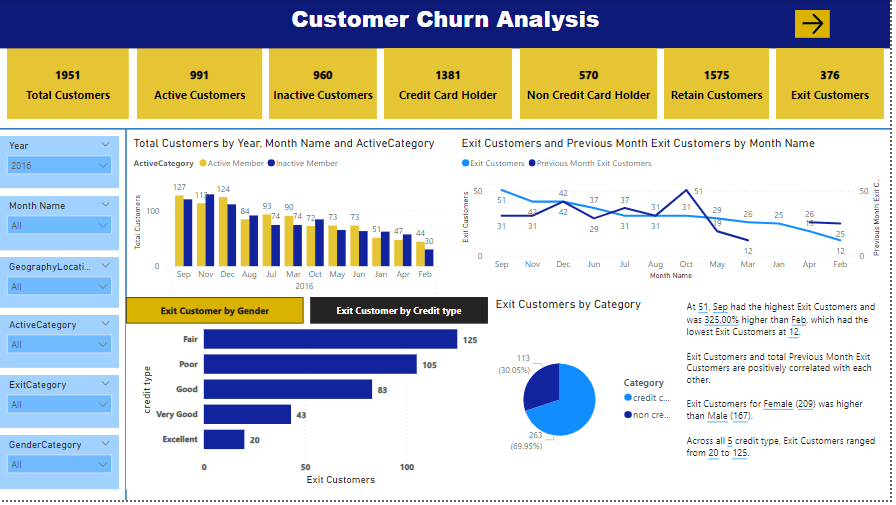 Customer Churn Analysis
1951
Total Customers
991
Active Customers
960
Inactive Customers
1381
Credit Card Holder
570
Non Credit Card Holder
1575
Retain Customers
376
Exit Customers
Year
2016
Month Name
All
GeographyLocati...
All
ActiveCategory
All
ExitCategory
All
GenderCategory
All
Total Customers by Year, Month Name and ActiveCategory
ActiveCategory Active Member Inactive Member
Total Customers
100
0
127 113 124 84 93 74 90 74 72 73 73 51 47 44 30
Sep Nov Dec Aug Jul Mar Oct May Jun Jan Apr Feb
2016
Exit Customers and Previous Month Exit Customers by Month Name
Exit Customers Previous Month Exit Customers
Exit Customers
50
0
51 42 42 37 37 31 51 29 26 25 26 25
31 31 42 29 31 31 31 19 12 19 12
Sep Nov Dec Jun Jul Aug Oct May Mar Jan Apr Feb
Month Name
50
0
Previous Month Exit C...
Exit Customer by Gender
Exit Customer by Credit type
credit type
Fair 125
Poor 105
Good 83
Very Good 43
Excellent 20
0 50 100
Exit Customers
Exit Customers by Category
113
(30.05%)
263
(69.95%)
Category
credit c...
non cre...
At 51, Sep had the highest Exit Customers and
was 325.00% higher than Feb, which had the
lowest Exit Customers at 12.
Exit Customers and total Previous Month Exit
Customers are positively correlated with each
other.
Exit Customers for Female (209) was higher
than Male (167).
Across all 5 credit type, Exit Customers ranged
from 20 to 125.